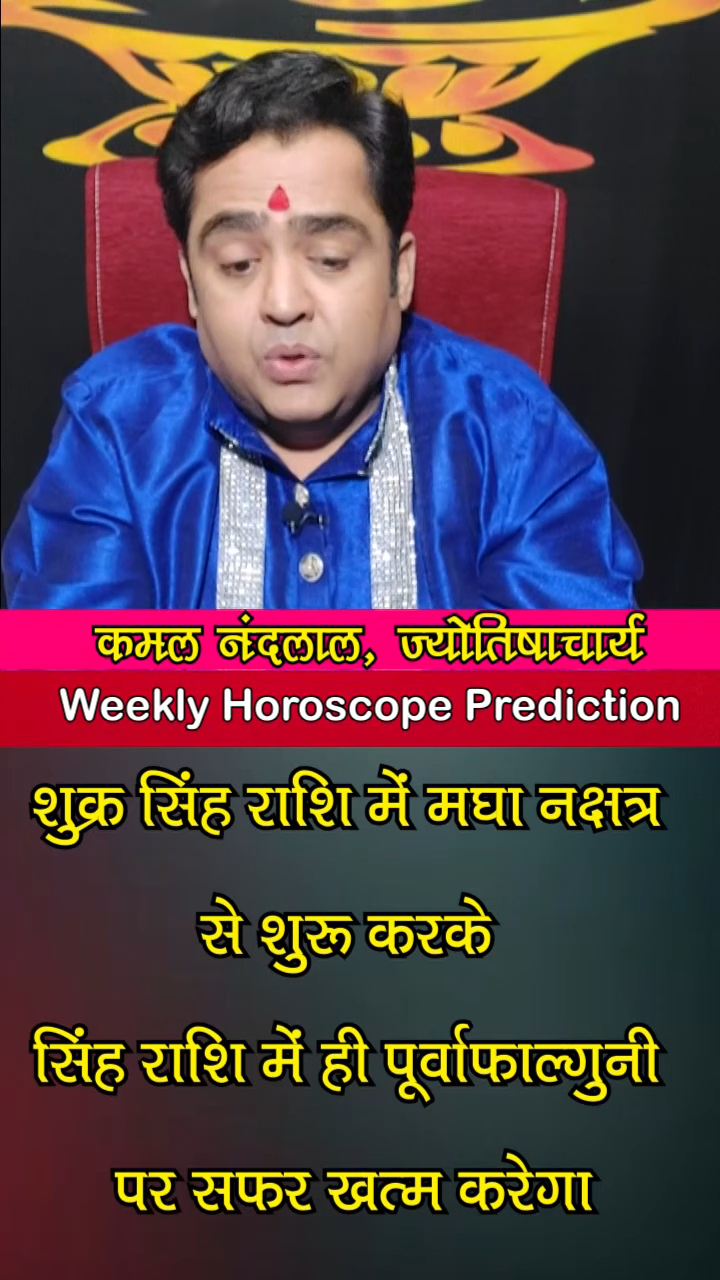 कमल नंदलाल, ज्योतिषाचार्य
Weekly Horoscope Prediction
शुक्र सिंह राशि में मघा नक्षत्र
से शुरू करके
सिंह राशि में ही पूर्वाफाल्गुनी
पर सफर खत्म करेगा